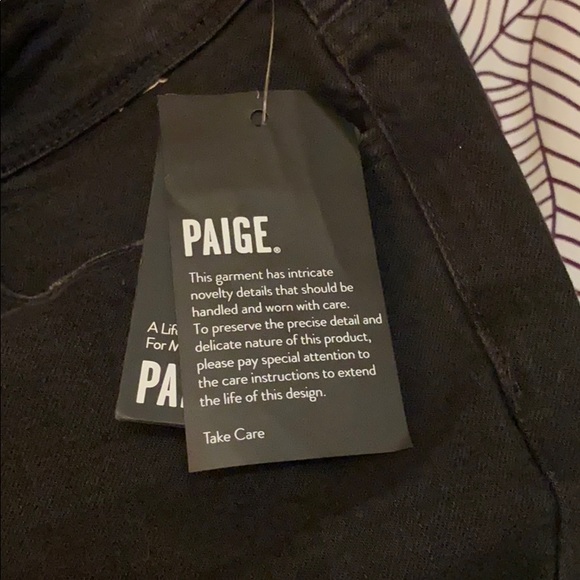 PAIGE®
This garment has intricate
novelty details that should be
handled and worn with care.
To preserve the precise detail and
delicate nature of this product,
please pay special attention to
the care instructions to extend
the life of this design.
Take Care
A
For